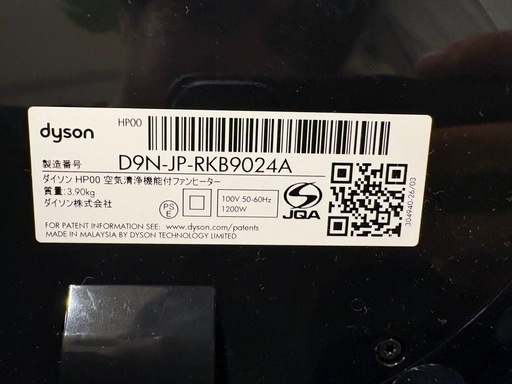 dyson
HP00
製造番号 D9N-JP-RKB9024A
ダイソン HP00 空気清浄機能付ファンヒーター
質量:3.90kg
ダイソン株式会社
PS
E
100V 50-60Hz
1200W
JQA
304940-26/03
FOR PATENT INFORMATION SEE: www.dyson.com/patents
MADE IN MALAYSIA BY DYSON TECHNOLOGY LIMITED